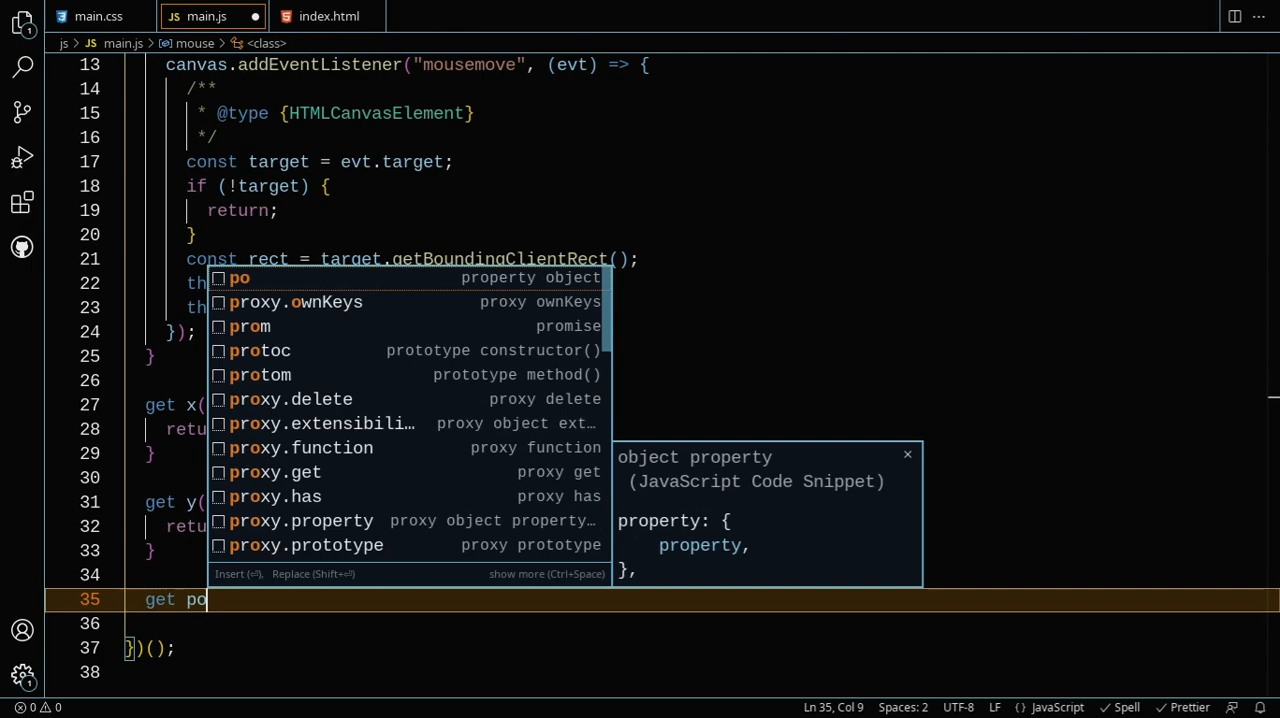 main.css
JS main.js
index.html
js > JS main.js > mouse > <class>
13 canvas.addEventListener("mousemove", (evt) => {
14 /**
15 * @type {HTMLCanvasElement}
16 */
17 const target = evt.target;
18 if (!target) {
19 return;
20 }
21 const rect = target.getBoundingClientRect();
22 th
23 th
24 });
25 }
26
27 get x(
28 retu
29 }
30
31 get y(
32 retu
33 }
34
35 get po
36
37 })();
38
po property object
proxy.ownKeys proxy ownKeys
prom promise
protoc prototype constructor()
protom prototype method()
proxy.delete proxy delete
proxy.extensibili… proxy object ext…
proxy.function proxy function
proxy.get proxy get
proxy.has proxy has
proxy.property proxy object property…
proxy.prototype proxy prototype
Insert (⏎), Replace (Shift+⏎) show more (Ctrl+Space)
object property
(JavaScript Code Snippet)
property: {
property,
},
1
1
0 0
Ln 35, Col 9 Spaces: 2 UTF-8 LF {} JavaScript Spell Prettier